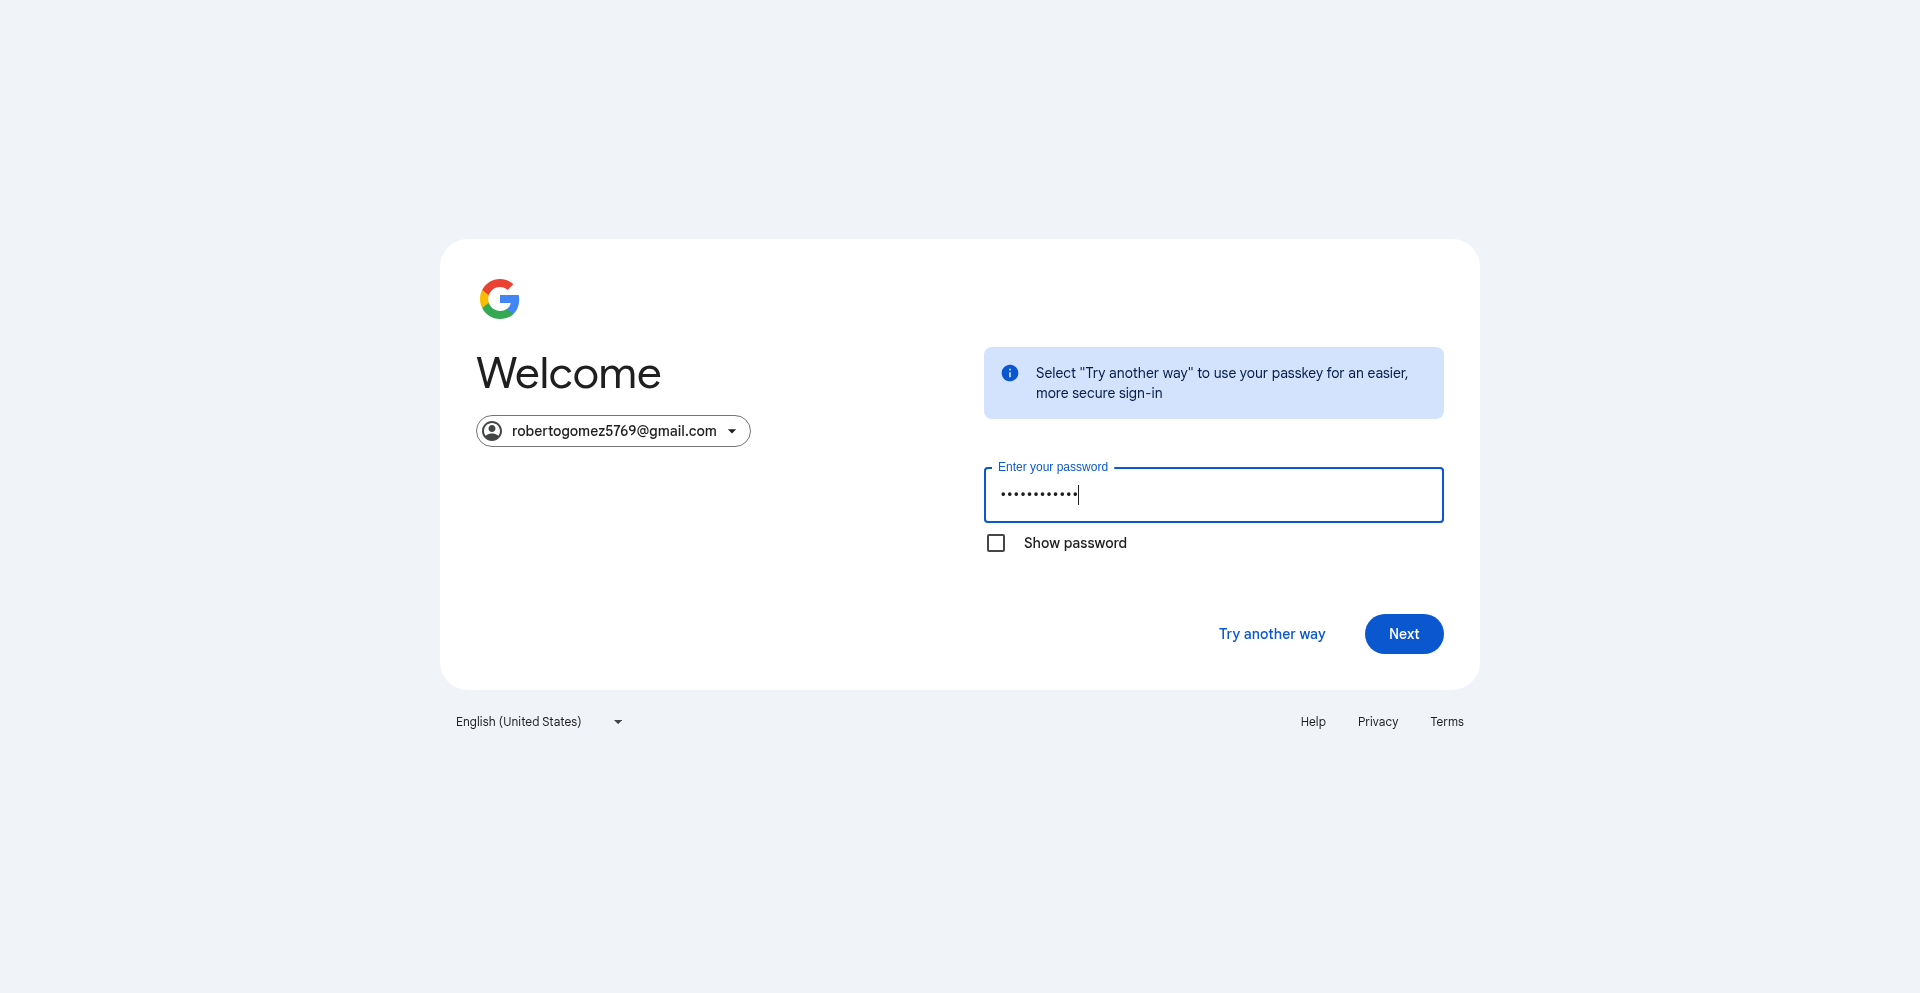 Welcome
robertogomez5769@gmail.com
Select "Try another way" to use your passkey for an easier,
more secure sign-in
Enter your password
••••••••••••
Show password
Try another way
Next
English (United States)
Help
Privacy
Terms